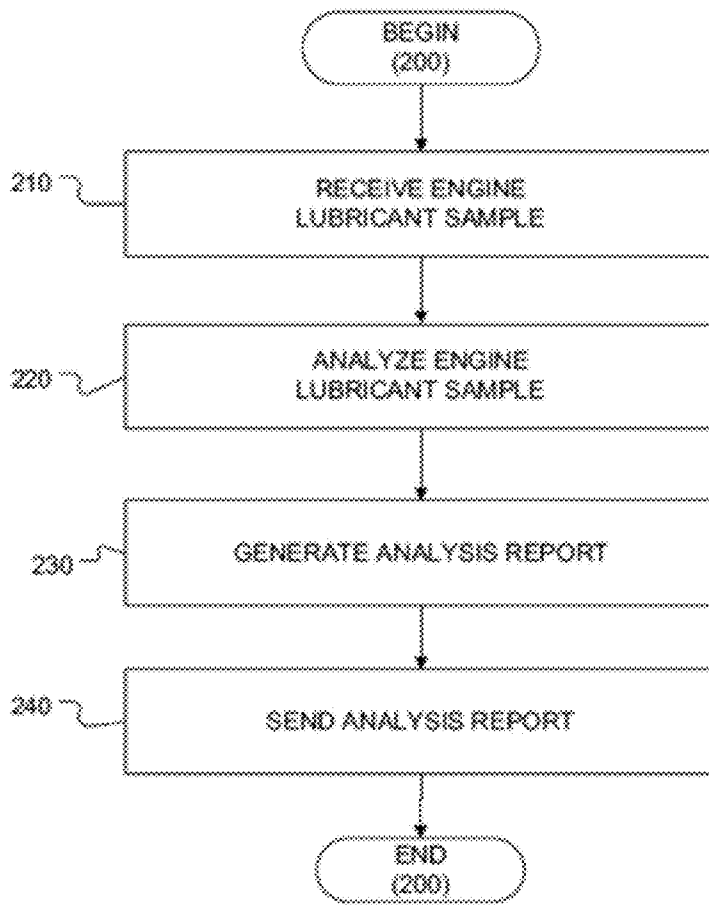 BEGIN
(200)
210
RECEIVE ENGINE
LUBRICANT SAMPLE
220
ANALYZE ENGINE
LUBRICANT SAMPLE
230
GENERATE ANALYSIS REPORT
240
SEND ANALYSIS REPORT
END
(200)